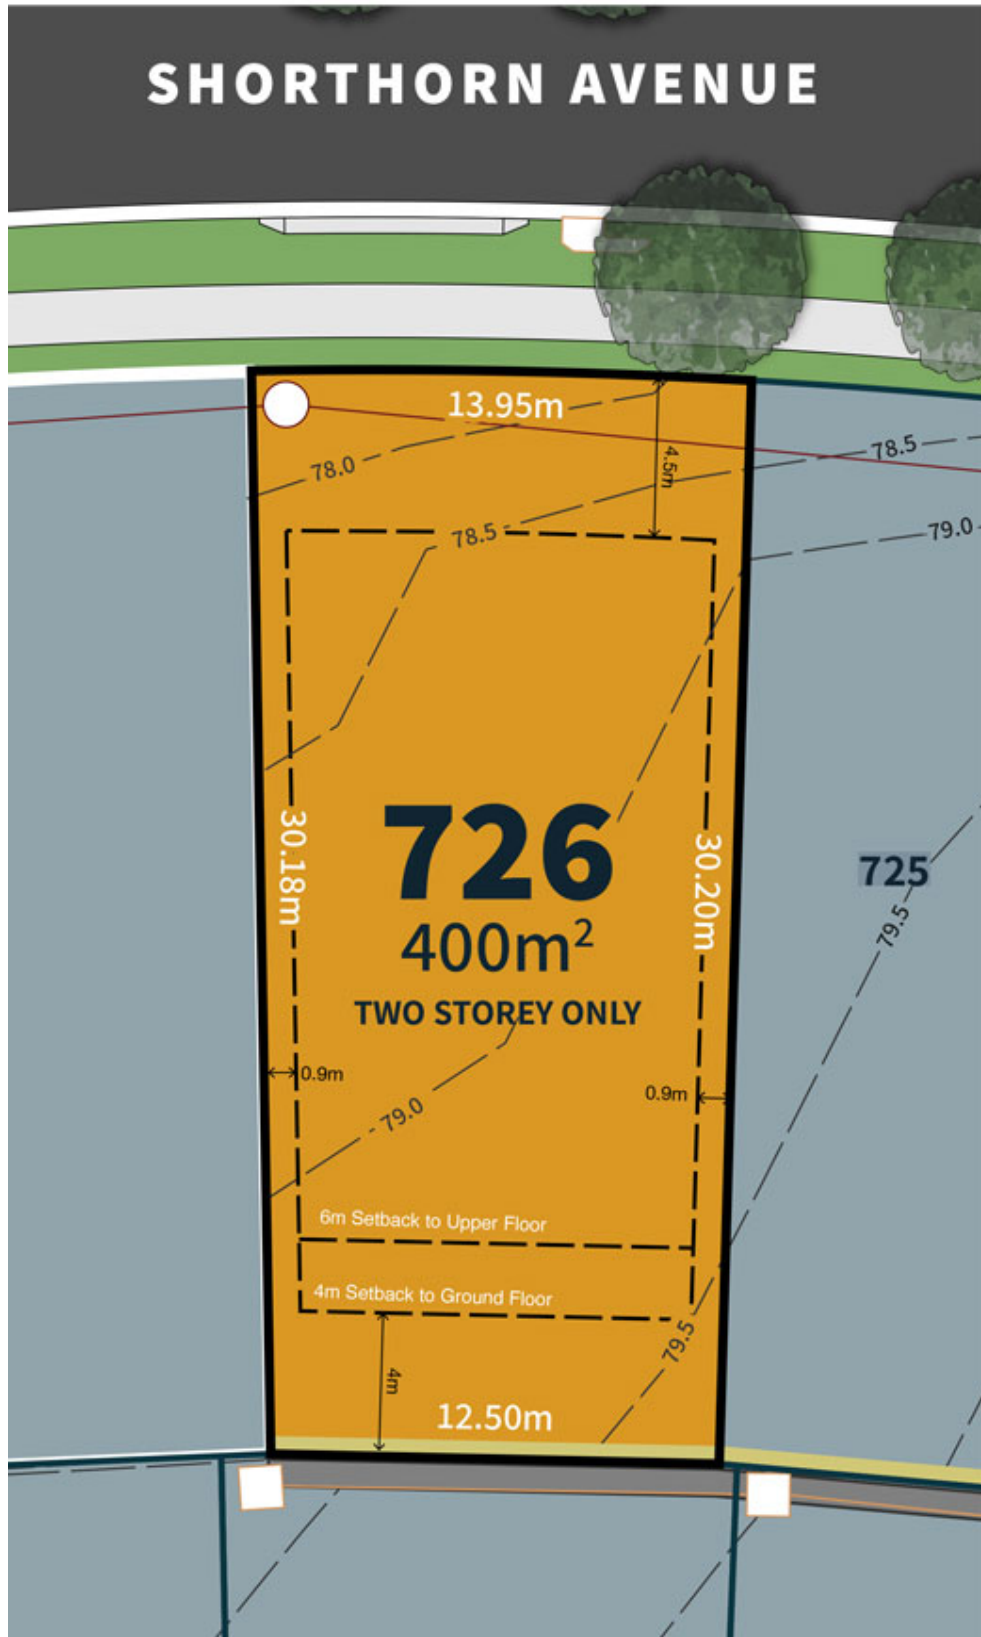 SHORTHORN AVENUE
13.95m
4.5m
78.0
78.5
78.5
79.0
30.18m
30.20m
726
400m²
TWO STOREY ONLY
725
79.5
0.9m
0.9m
79.0
6m Setback to Upper Floor
4m Setback to Ground Floor
79.5
4m
12.50m